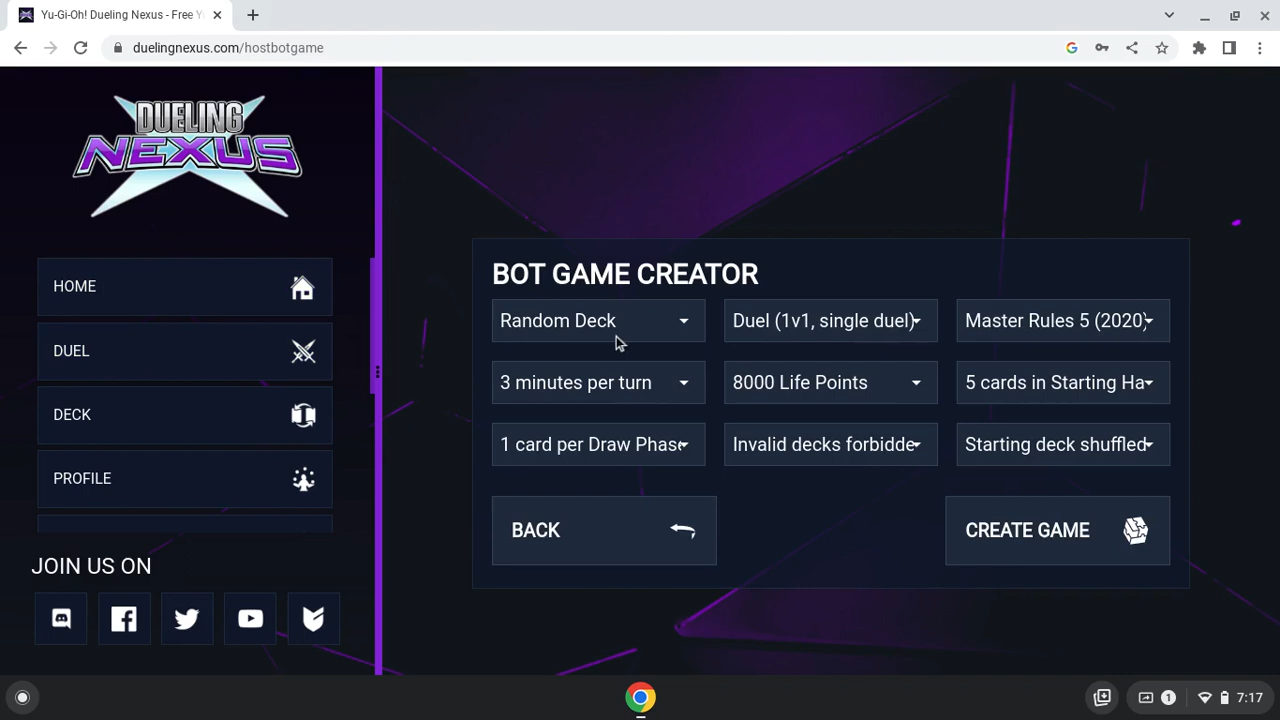 Yu-Gi-Oh! Dueling Nexus - Free Y
duelingnexus.com/hostbotgame
DUELING
NEXUS
HOME
DUEL
DECK
PROFILE
JOIN US ON
BOT GAME CREATOR
Random Deck
Duel (1v1, single duel)
Master Rules 5 (2020)
3 minutes per turn
8000 Life Points
5 cards in Starting Ha
1 card per Draw Phase
Invalid decks forbidde
Starting deck shuffled
BACK
CREATE GAME
1
7:17